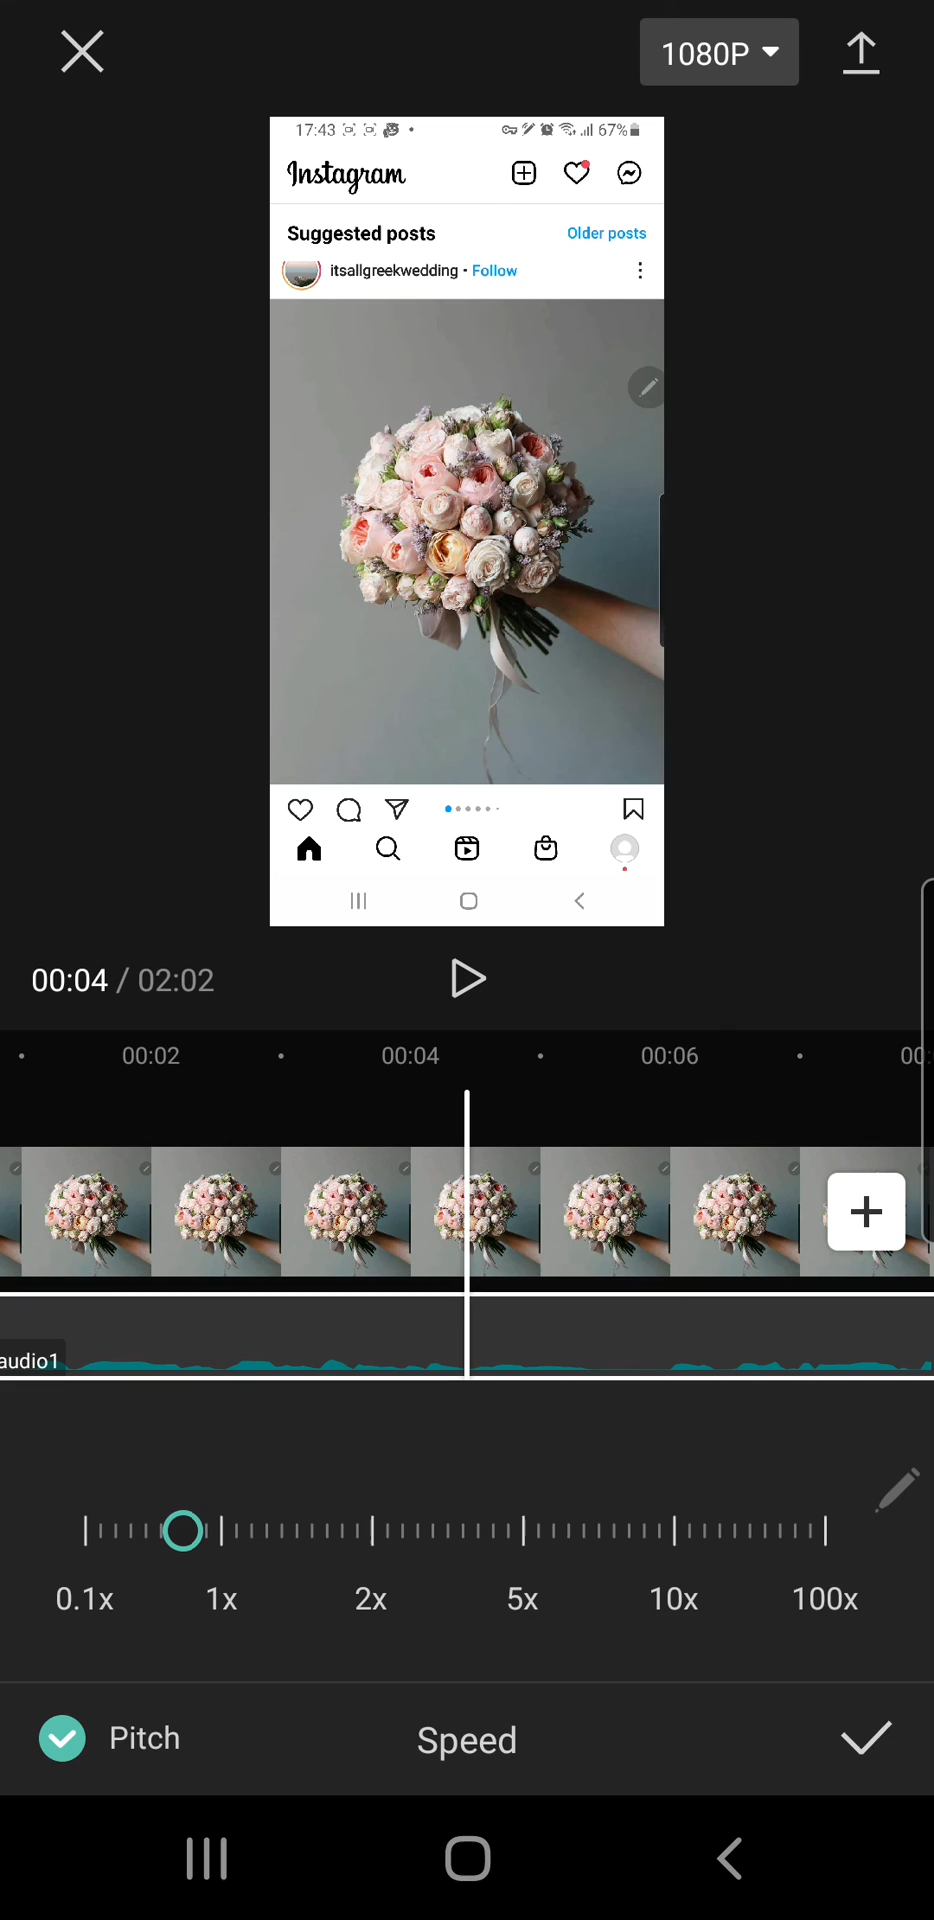 1080P
17:43
67%
Instagram
Suggested posts
Older posts
itsallgreekwedding • Follow
00:04 / 02:02
00:02
00:04
00:06
00:
audio1
0.1x
1x
2x
5x
10x
100x
Pitch
Speed